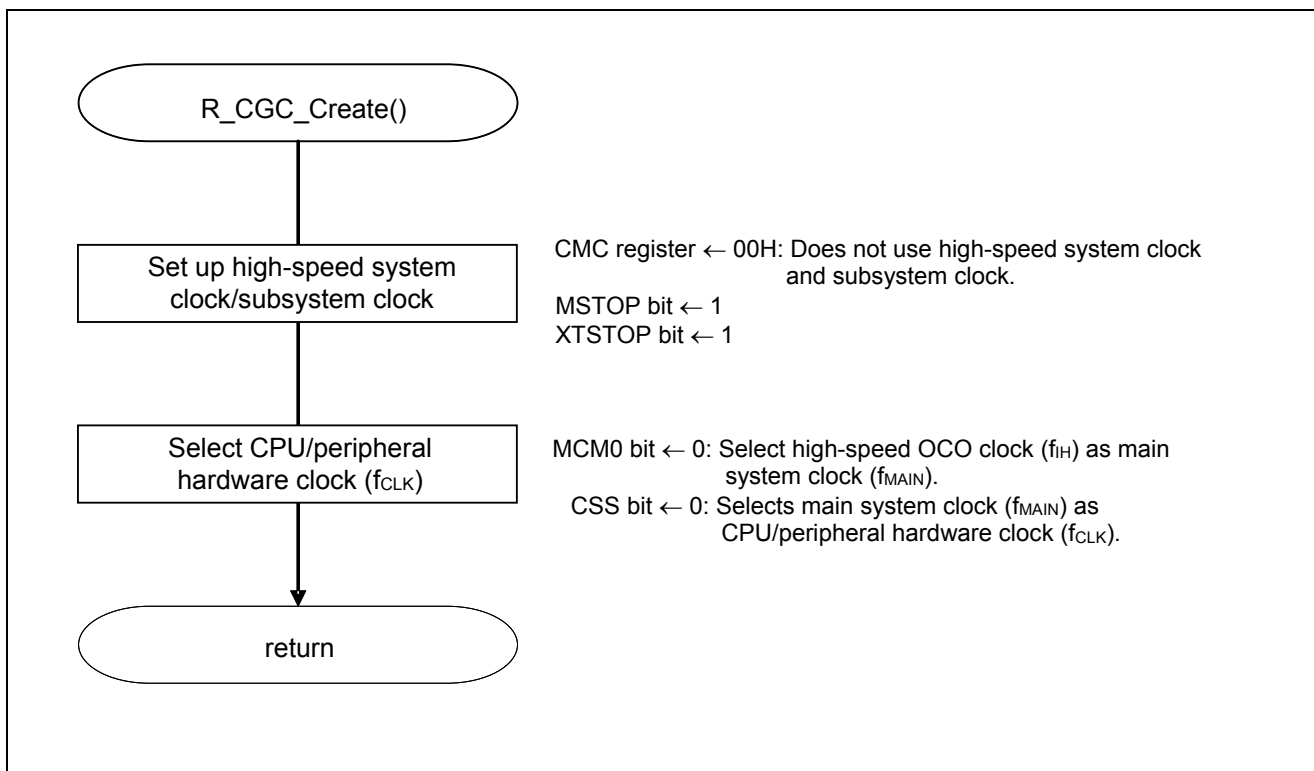 R_CGC_Create()
Set up high-speed system
clock/subsystem clock
CMC register ← 00H: Does not use high-speed system clock
and subsystem clock.
MSTOP bit ← 1
XTSTOP bit ← 1
Select CPU/peripheral
hardware clock (fCLK)
MCM0 bit ← 0: Select high-speed OCO clock (fIH) as main
system clock (fMAIN).
CSS bit ← 0: Selects main system clock (fMAIN) as
CPU/peripheral hardware clock (fCLK).
return